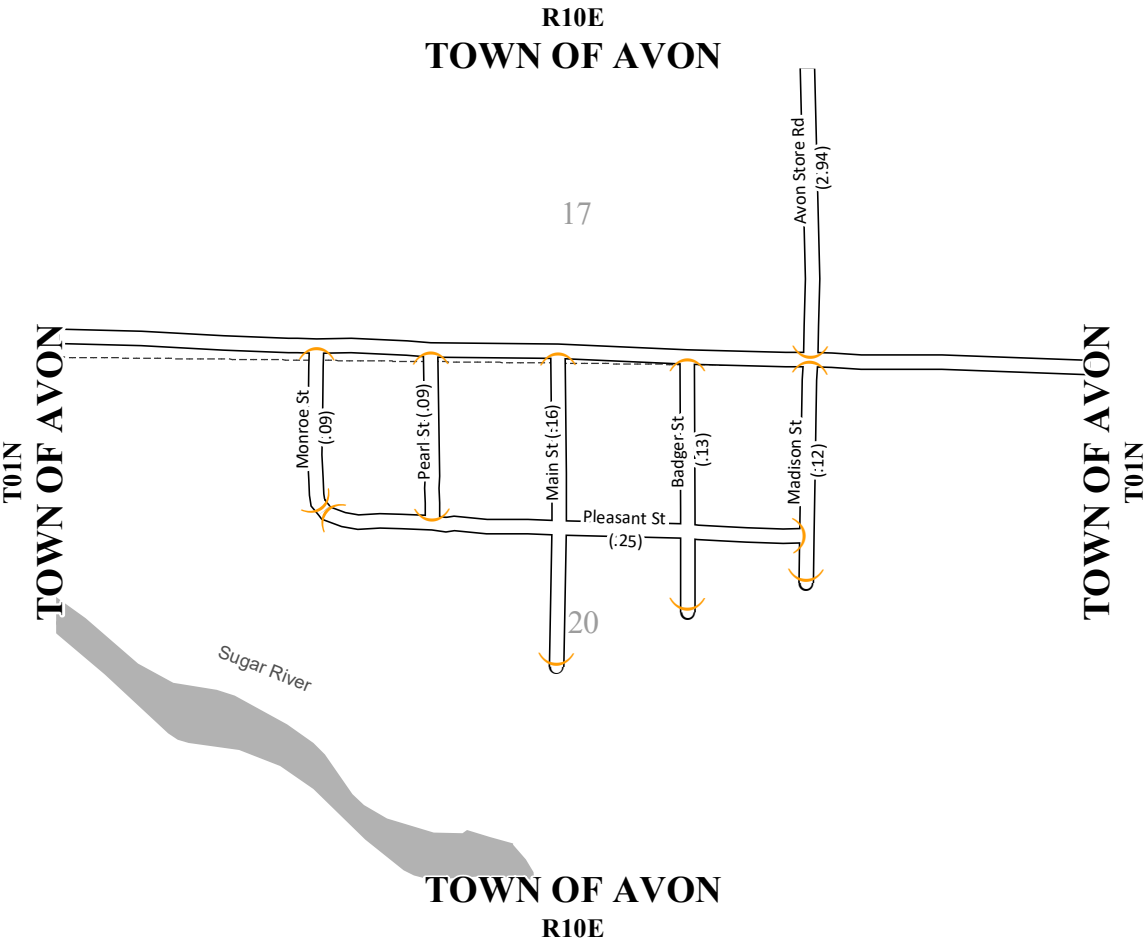 R10E
TOWN OF AVON
Avon Store Rd
(2.94)
17
TOWN OF AVON
T01N
TOWN OF AVON
T01N
Monroe St
(.09)
Pearl St (.09)
Main St (.16)
Badger St
(.13)
Madison St
(.12)
Pleasant St
(.25)
20
Sugar River
TOWN OF AVON
R10E